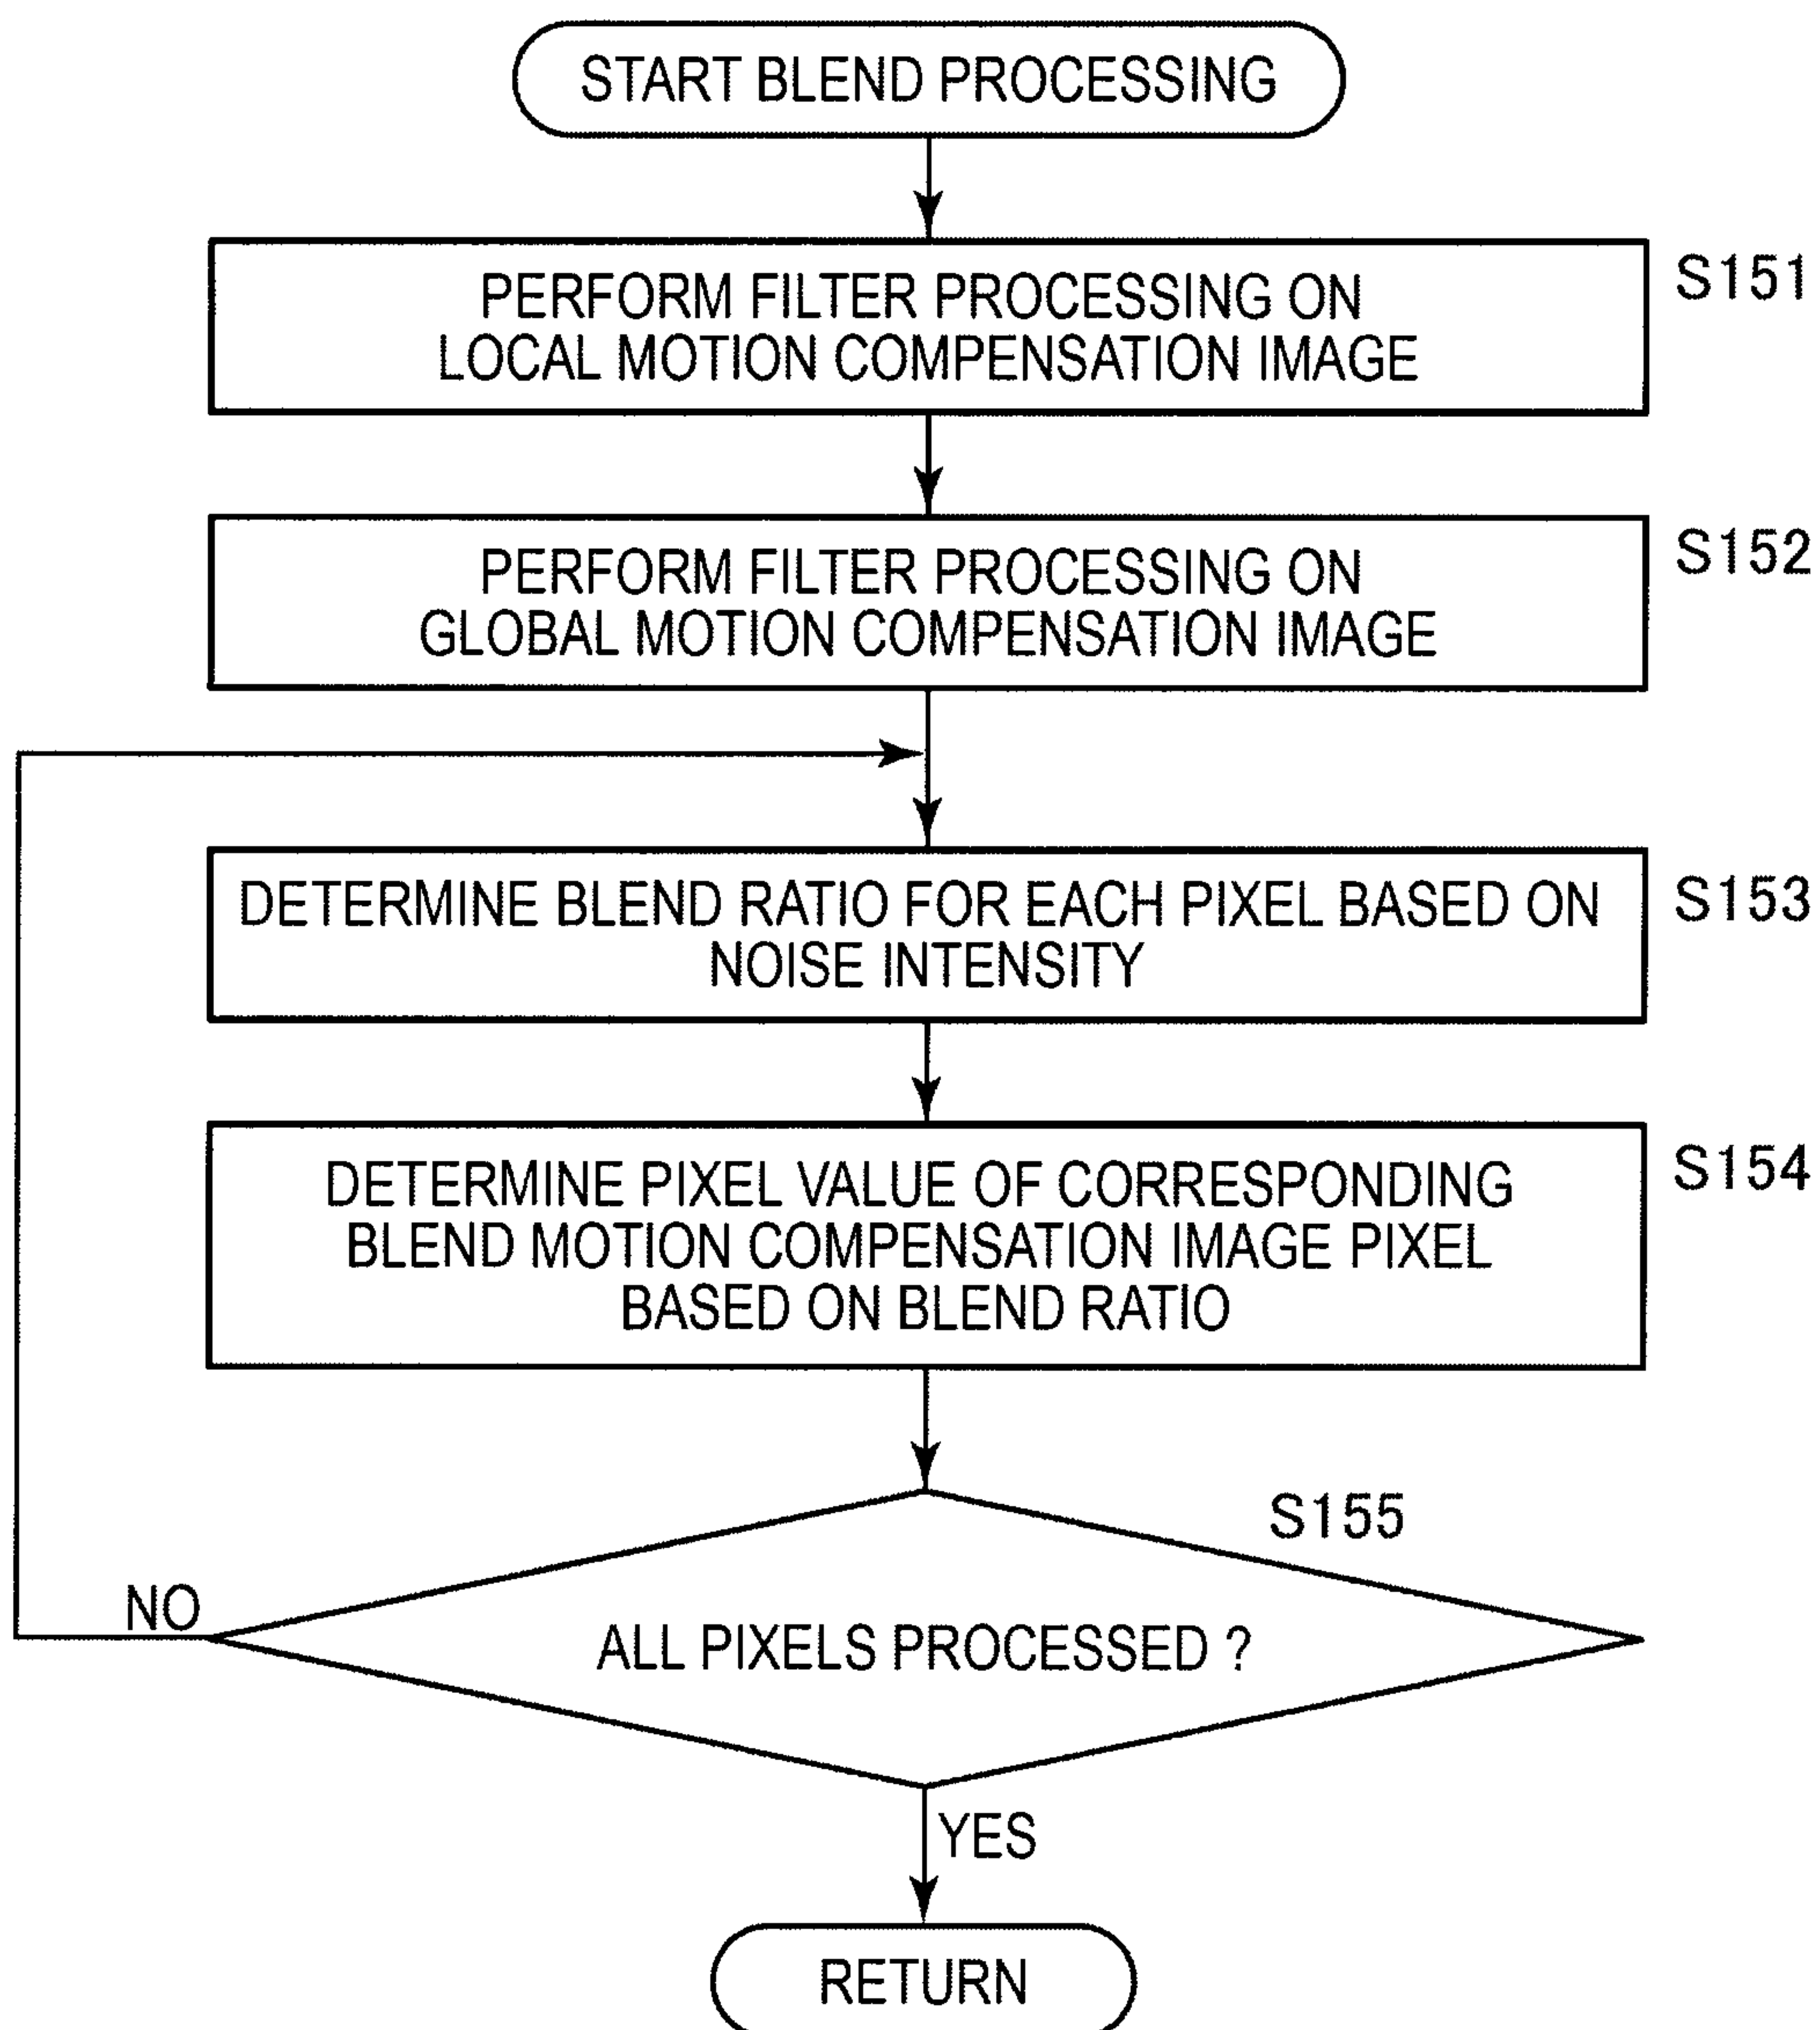 START BLEND PROCESSING
PERFORM FILTER PROCESSING ON
LOCAL MOTION COMPENSATION IMAGE
S151
PERFORM FILTER PROCESSING ON
GLOBAL MOTION COMPENSATION IMAGE
S152
DETERMINE BLEND RATIO FOR EACH PIXEL BASED ON
NOISE INTENSITY
S153
DETERMINE PIXEL VALUE OF CORRESPONDING
BLEND MOTION COMPENSATION IMAGE PIXEL
BASED ON BLEND RATIO
S154
S155
NO
ALL PIXELS PROCESSED ?
YES
RETURN